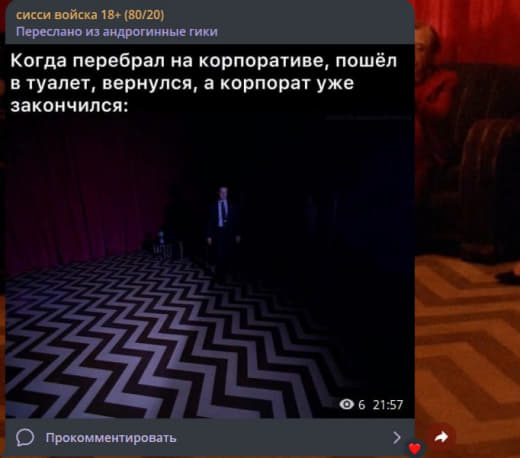 сисси войска 18+ (80/20)
Переслано из андрогинные гики
Когда перебрал на корпоративе, пошёл
в туалет, вернулся, а корпорат уже
закончился:
6 21:57
Прокомментировать